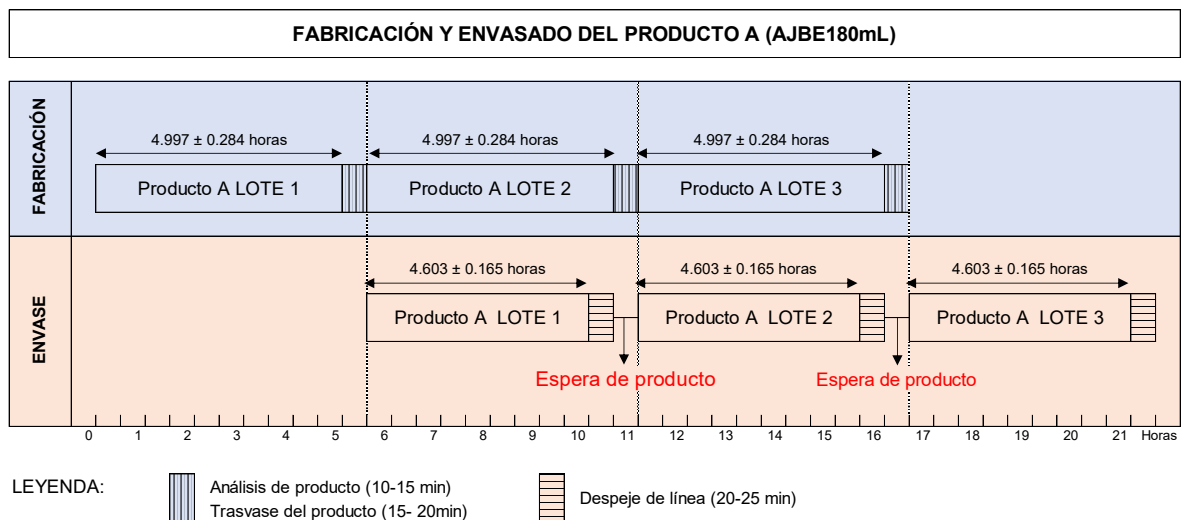 FABRICACIÓN Y ENVASADO DEL PRODUCTO A (AJBE180mL)
FABRICACIÓN
4.997 ± 0.284 horas
4.997 ± 0.284 horas
4.997 ± 0.284 horas
Producto A LOTE 1
Producto A LOTE 2
Producto A LOTE 3
ENVASE
4.603 ± 0.165 horas
4.603 ± 0.165 horas
4.603 ± 0.165 horas
Producto A LOTE 1
Producto A LOTE 2
Producto A LOTE 3
Espera de producto
Espera de producto
0 1 2 3 4 5 6 7 8 9 10 11 12 13 14 15 16 17 18 19 20 21 Horas
LEYENDA:
Análisis de producto (10-15 min)
Trasvase del producto (15- 20min)
Despeje de línea (20-25 min)